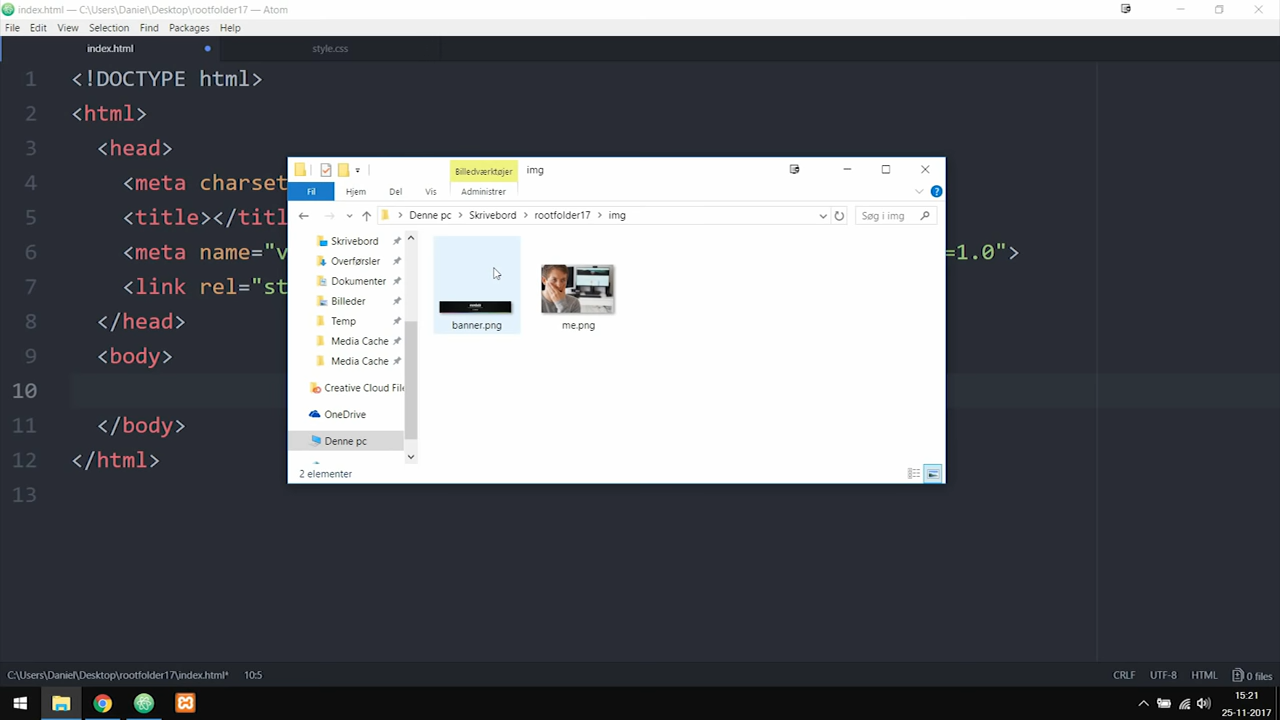 index.html — C:\Users\Daniel\Desktop\rootfolder17 — Atom
File Edit View Selection Find Packages Help
index.html style.css
1 <!DOCTYPE html>
2 <html>
3 <head>
4 <meta charset
5 <title></titl
6 <meta name="v =1.0">
7 <link rel="st
8 </head>
9 <body>
10
11 </body>
12 </html>
13
Billedværktøjer img
Fil Hjem Del Vis Administrer
Denne pc Skrivebord rootfolder17 img Søg i img
Skrivebord
Overførsler
Dokumenter
Billeder
Temp
Media Cache
Media Cache
Creative Cloud File
OneDrive
Denne pc
banner.png me.png
2 elementer
C:\Users\Daniel\Desktop\rootfolder17\index.html* 10:5 CRLF UTF-8 HTML 0 files
15:21
25-11-2017